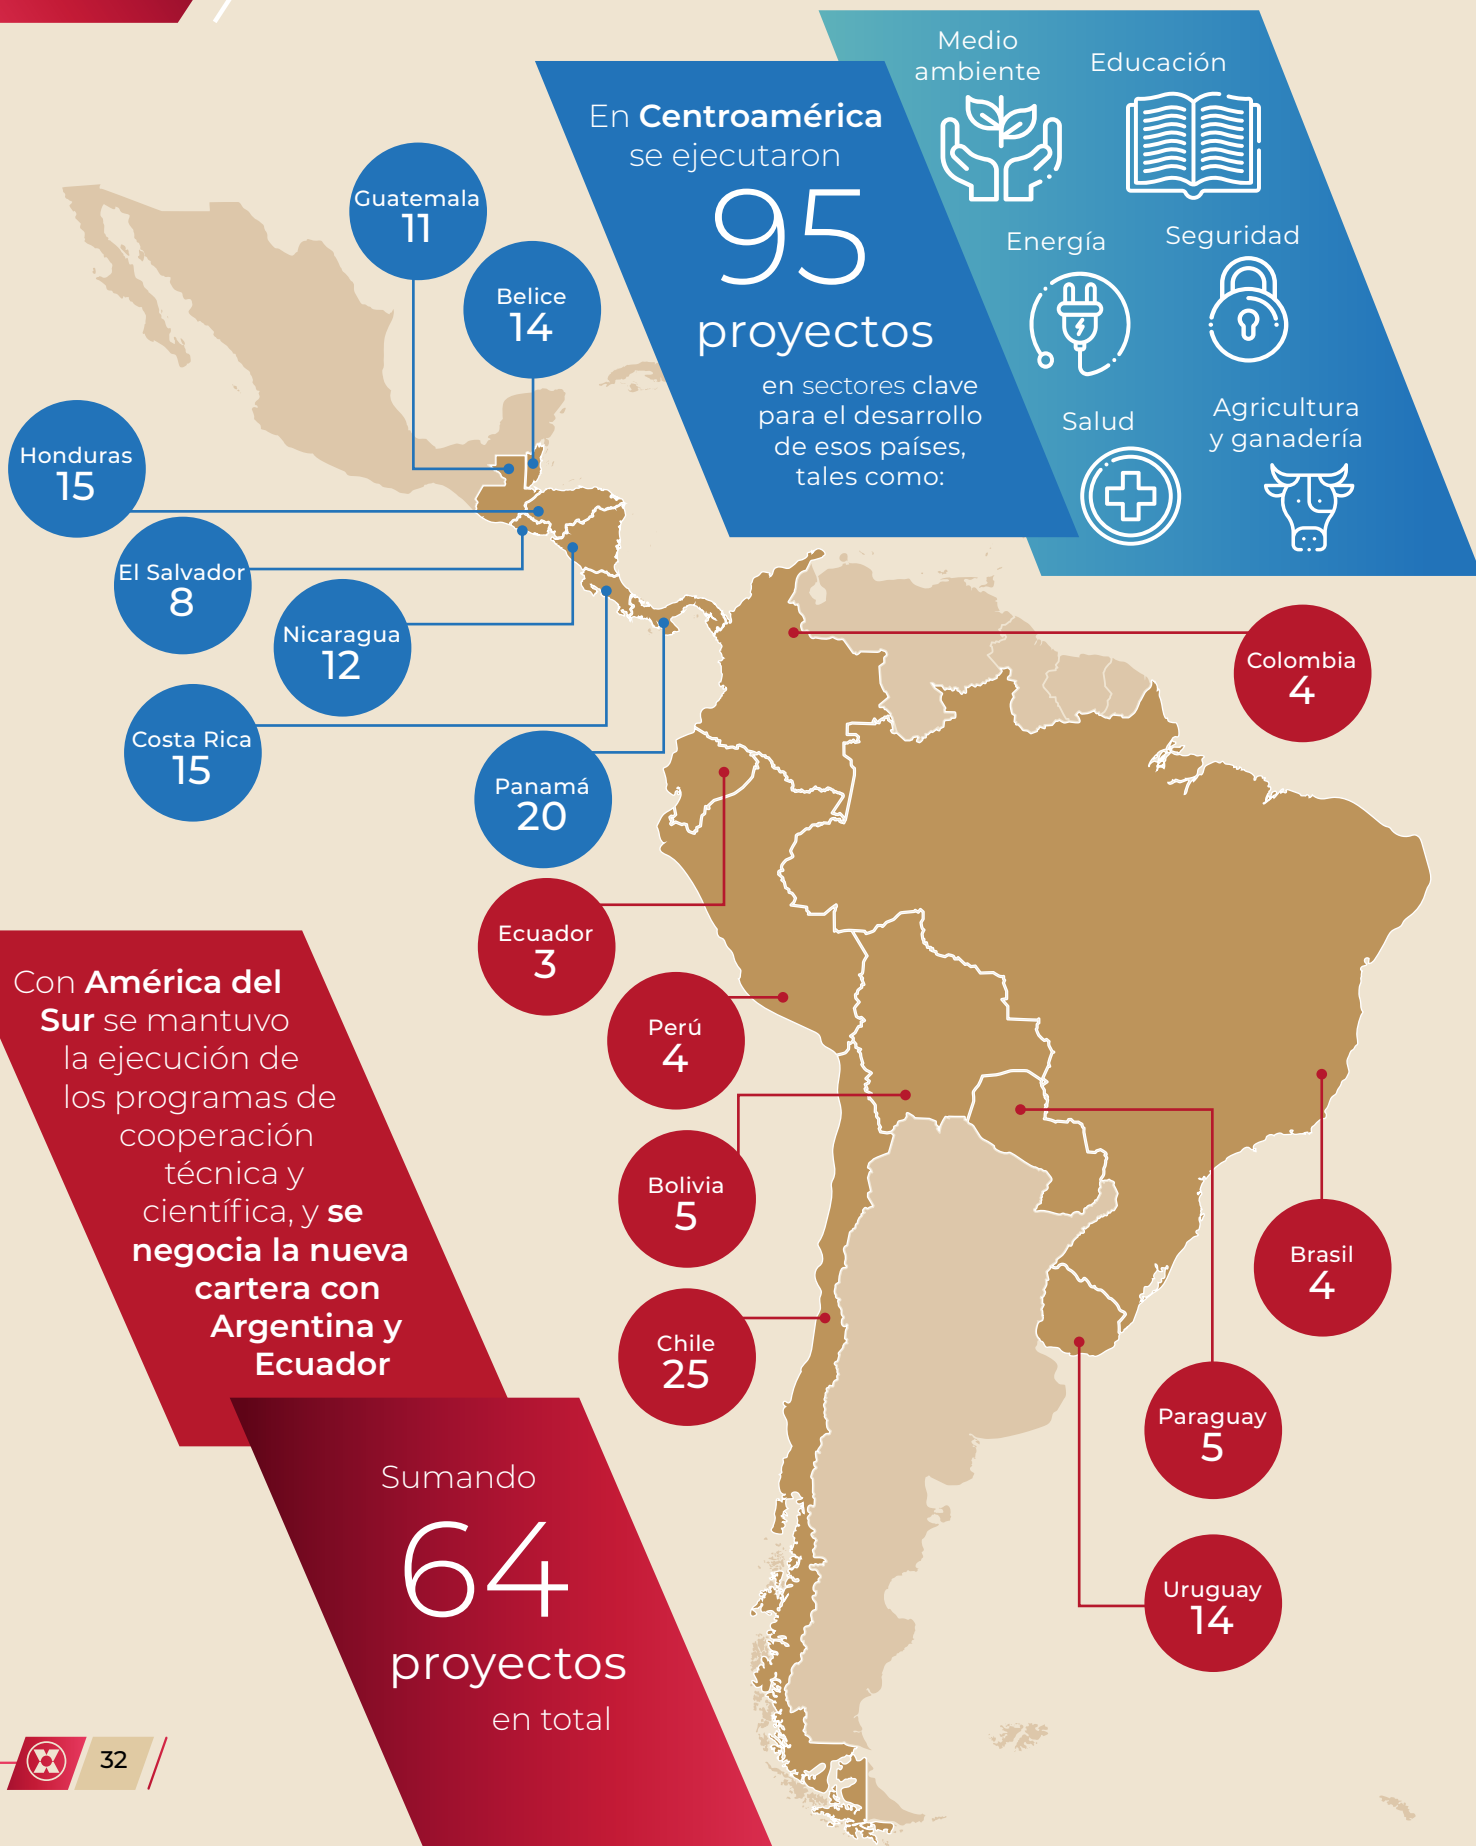 En Centroamérica
se ejecutaron
95
proyectos
en sectores clave
para el desarrollo
de esos países,
tales como:
Medio
ambiente
Educación
Energía
Seguridad
Salud
Agricultura
y ganadería
Guatemala
11
Belice
14
Honduras
15
El Salvador
8
Nicaragua
12
Costa Rica
15
Panamá
20
Colombia
4
Ecuador
3
Perú
4
Bolivia
5
Chile
25
Brasil
4
Paraguay
5
Uruguay
14
Con América del
Sur se mantuvo
la ejecución de
los programas de
cooperación
técnica y
científica, y se
negocia la nueva
cartera con
Argentina y
Ecuador
Sumando
64
proyectos
en total
32